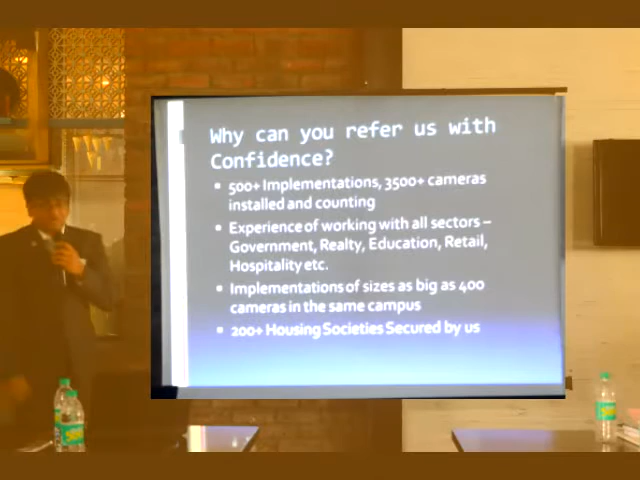 Why can you refer us with
Confidence?
500+ Implementations, 3500+ cameras
installed and counting
Experience of working with all sectors –
Government, Realty, Education, Retail,
Hospitality etc.
Implementations of sizes as big as 400
cameras in the same campus
200+ Housing Societies Secured by us